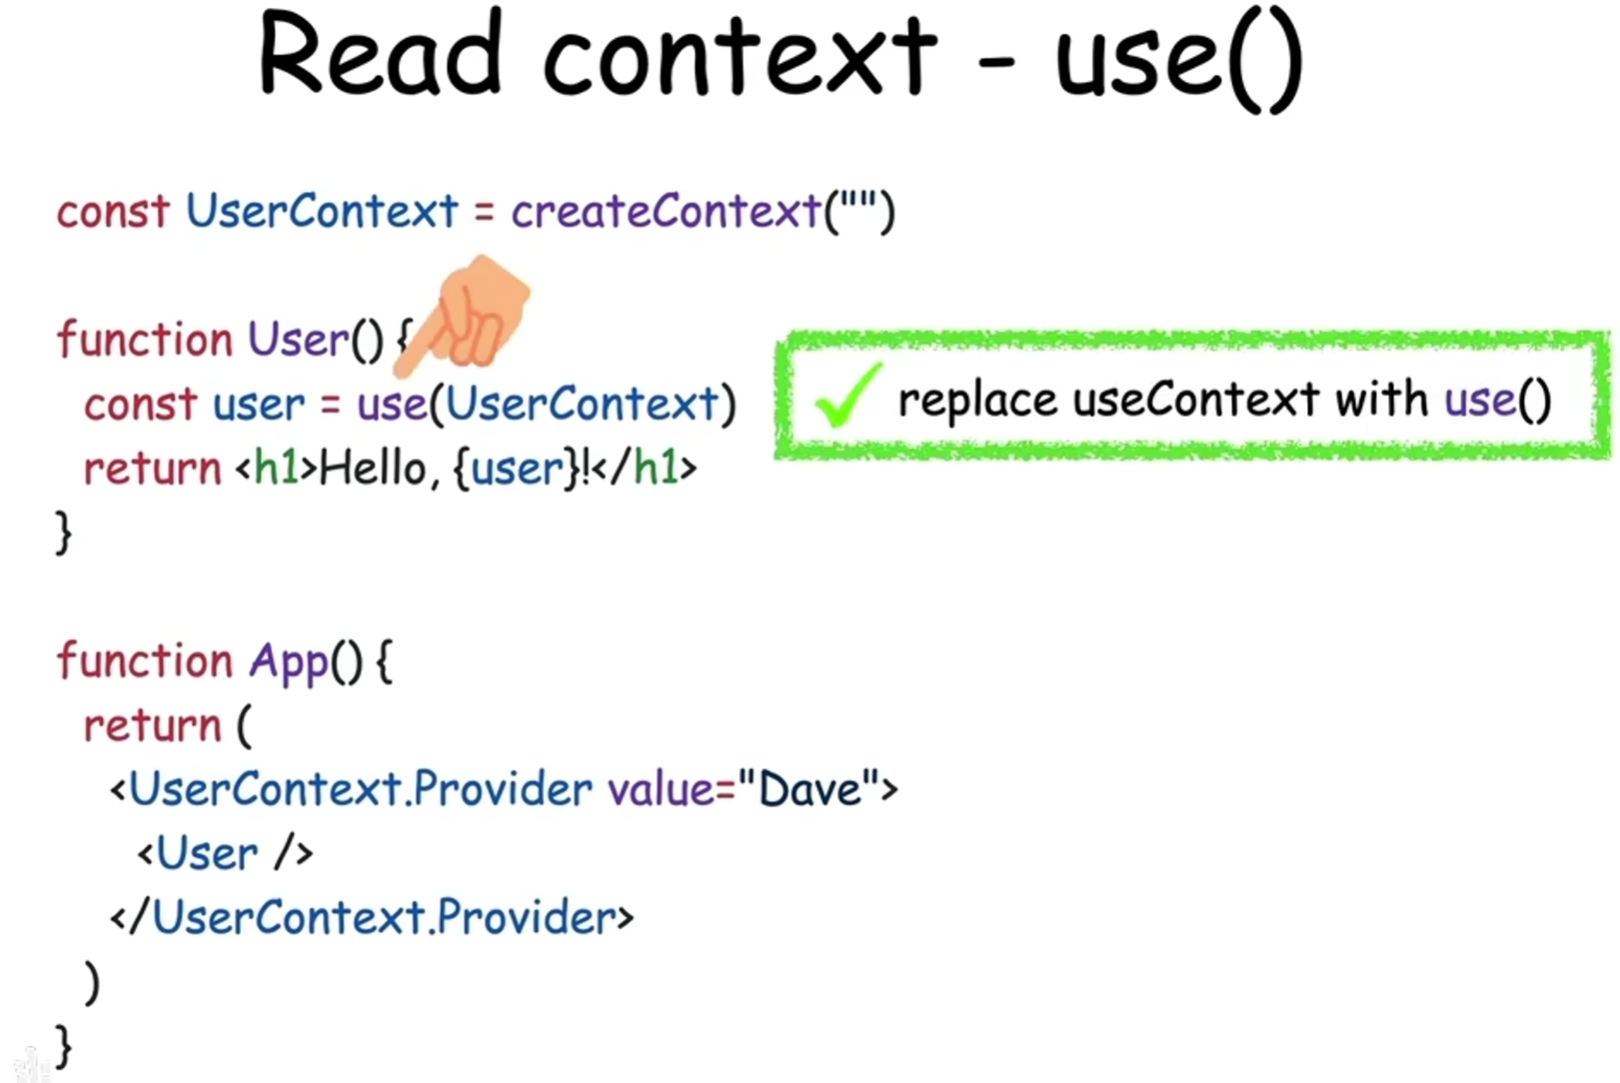 Read context - use()
const UserContext = createContext("")
function User() {
const user = use(UserContext)
return <h1>Hello, {user}!</h1>
}
✓ replace useContext with use()
function App() {
return (
<UserContext.Provider value="Dave">
<User />
</UserContext.Provider>
)
}